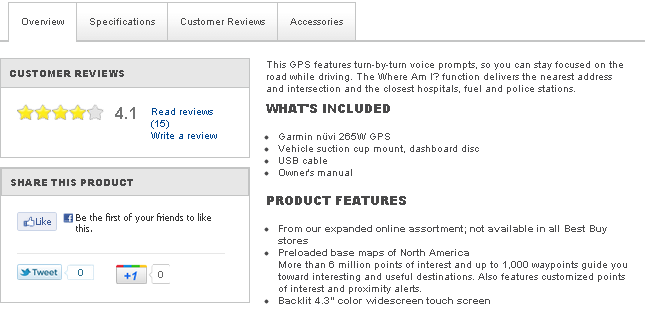 Overview
Specifications
Customer Reviews
Accessories
CUSTOMER REVIEWS
4.1
Read reviews
(15)
Write a review
SHARE THIS PRODUCT
Like
Be the first of your friends to like
this.
Tweet
0
+1
0
This GPS features turn-by-turn voice prompts, so you can stay focused on the
road while driving. The Where Am I? function delivers the nearest address
and intersection and the closest hospitals, fuel and police stations.
WHAT'S INCLUDED
Garmin nüvi 265W GPS
Vehicle suction cup mount, dashboard disc
USB cable
Owner's manual
PRODUCT FEATURES
From our expanded online assortment; not available in all Best Buy
stores
Preloaded base maps of North America
More than 6 million points of interest and up to 1,000 waypoints guide you
toward interesting and useful destinations. Also features customized points
of interest and proximity alerts.
Backlit 4.3" color widescreen touch screen